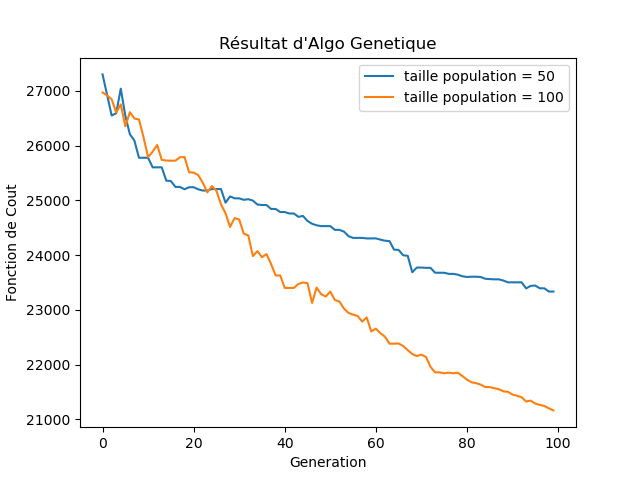 Résultat d'Algo Genetique
taille population = 50
taille population = 100
Fonction de Cout
27000
26000
25000
24000
23000
22000
21000
0 20 40 60 80 100
Generation